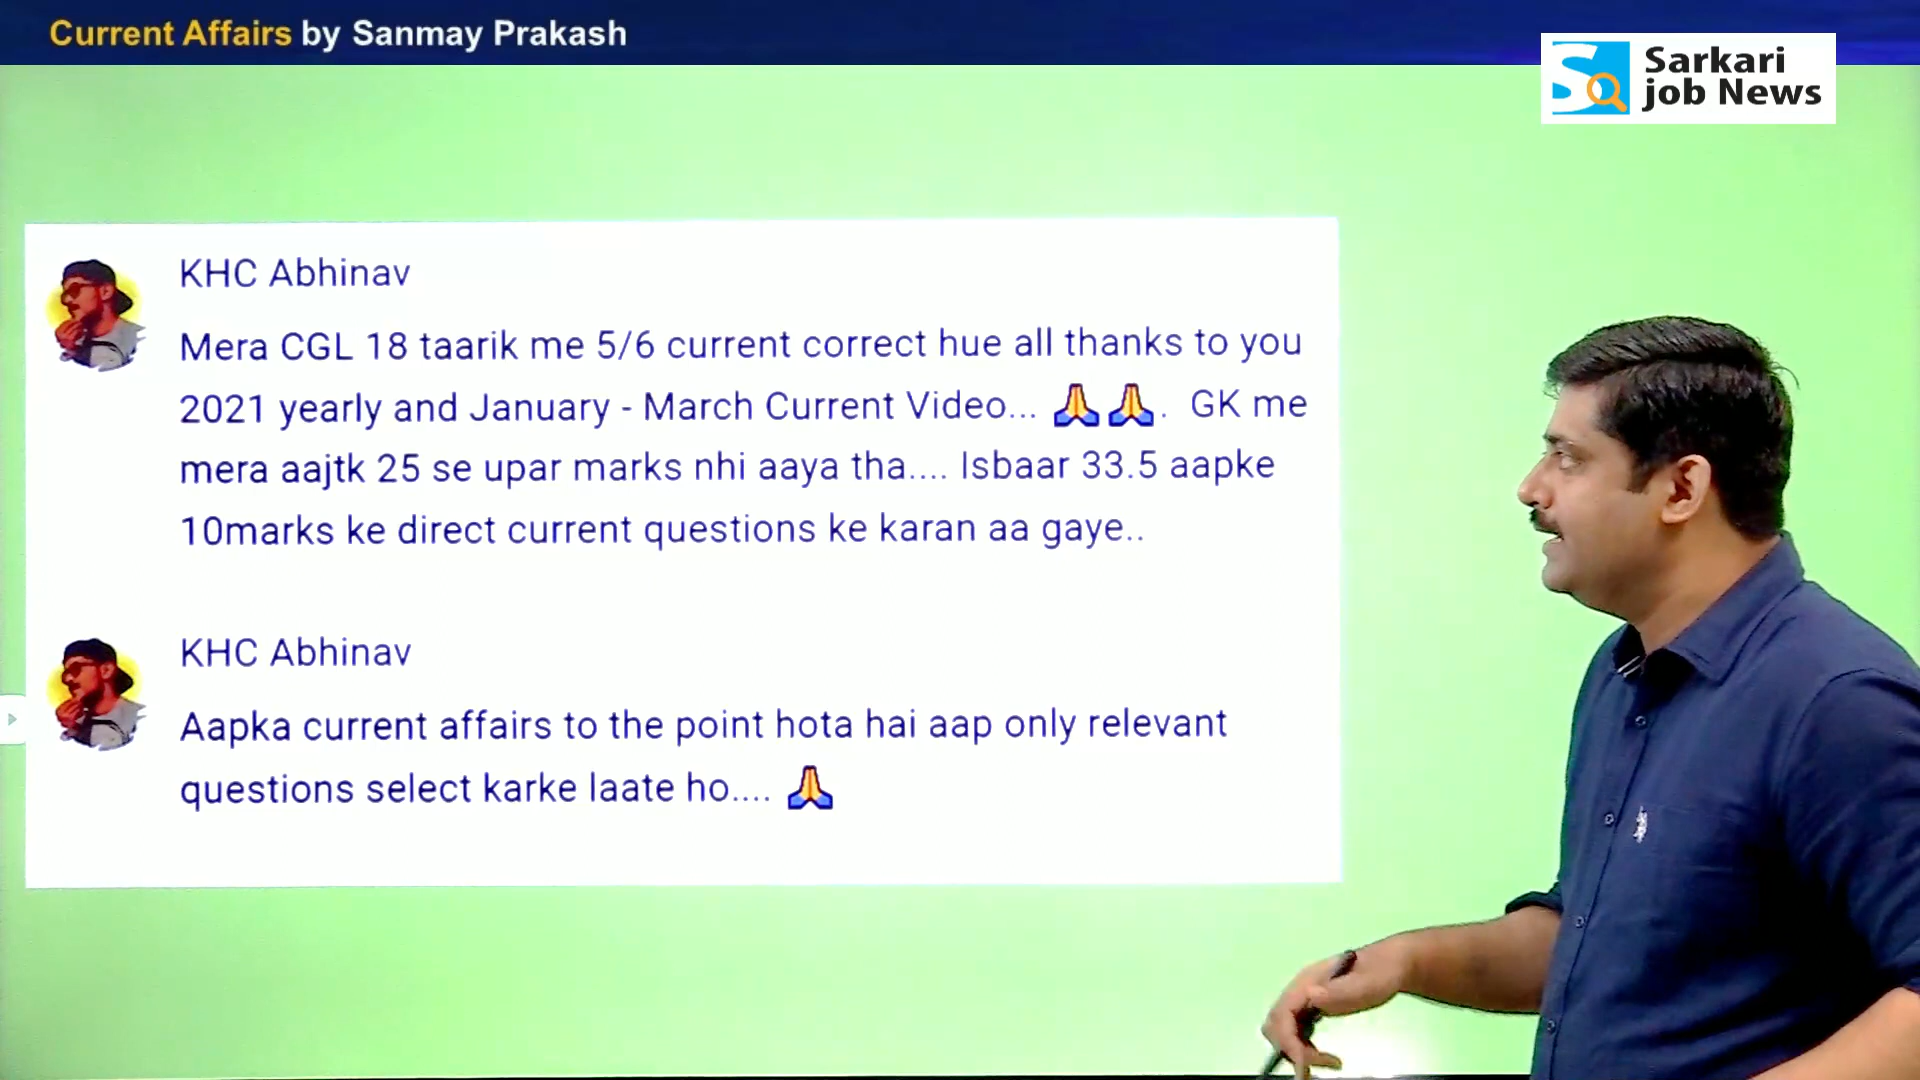 Current Affairs by Sanmay Prakash
Sarkari
job News
KHC Abhinav
Mera CGL 18 taarik me 5/6 current correct hue all thanks to you
2021 yearly and January - March Current Video... 🙏🙏. GK me
mera aajtk 25 se upar marks nhi aaya tha.... Isbaar 33.5 aapke
10marks ke direct current questions ke karan aa gaye..
KHC Abhinav
Aapka current affairs to the point hota hai aap only relevant
questions select karke laate ho.... 🙏